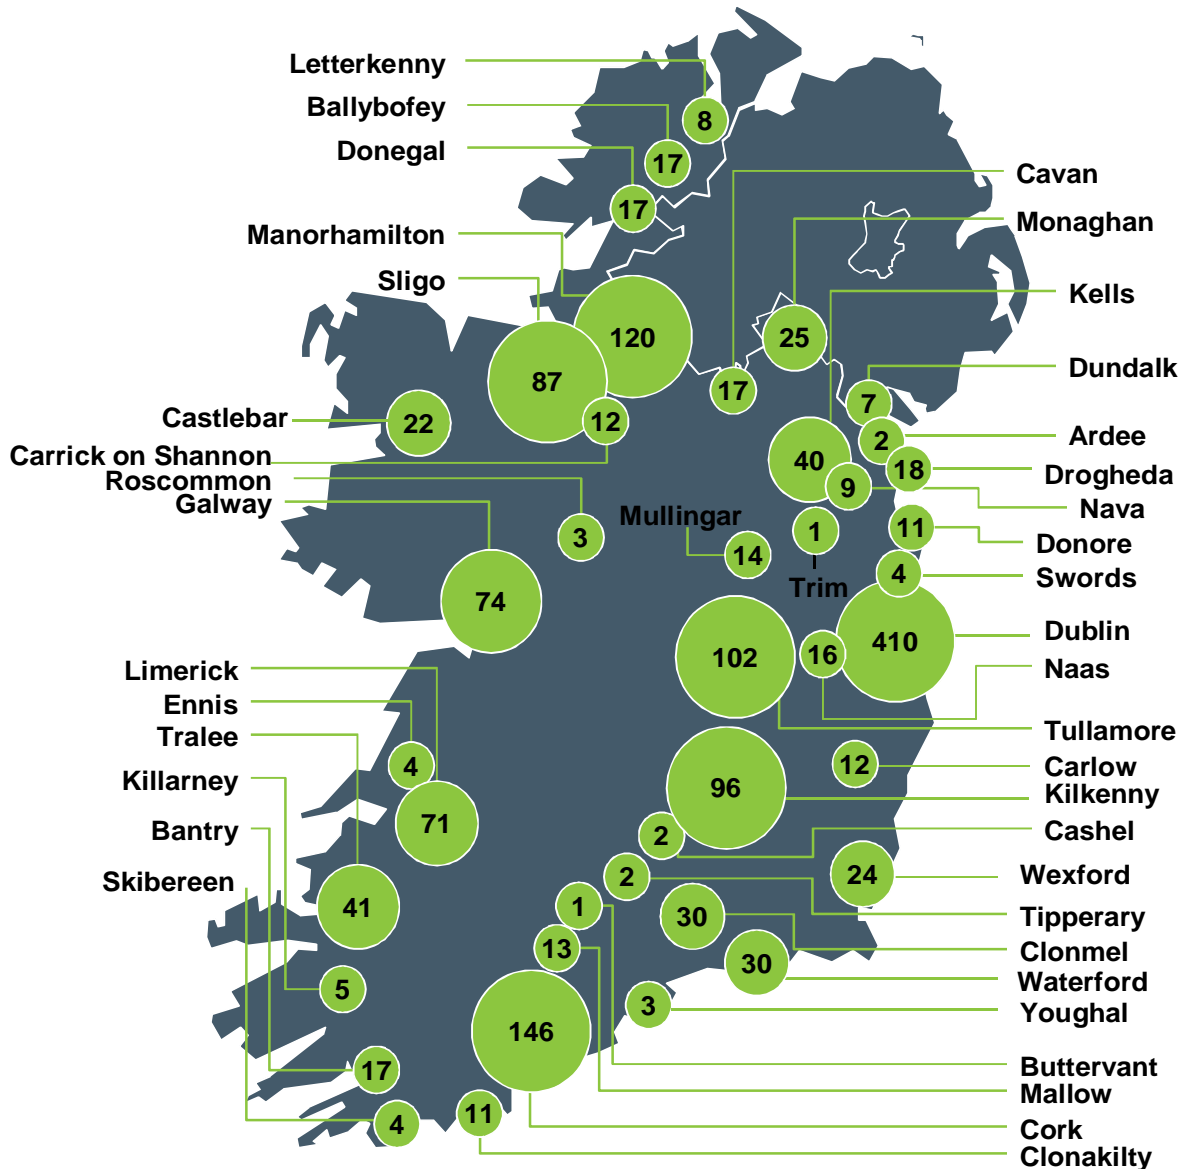 Letterkenny
Ballybofey
Donegal
Manorhamilton
Sligo
Castlebar
Carrick on Shannon
Roscommon
Galway
Mullingar
Trim
Limerick
Ennis
Tralee
Killarney
Bantry
Skibereen
Cavan
Monaghan
Kells
Dundalk
Ardee
Drogheda
Nava
Donore
Swords
Dublin
Naas
Tullamore
Carlow
Kilkenny
Cashel
Wexford
Tipperary
Clonmel
Waterford
Youghal
Buttervant
Mallow
Cork
Clonakilty
8
17
17
120
25
87
17
22
12
7
2
40
18
9
3
14
1
11
4
74
102
16
410
4
12
96
71
2
24
41
2
1
30
13
30
5
3
146
17
11
4